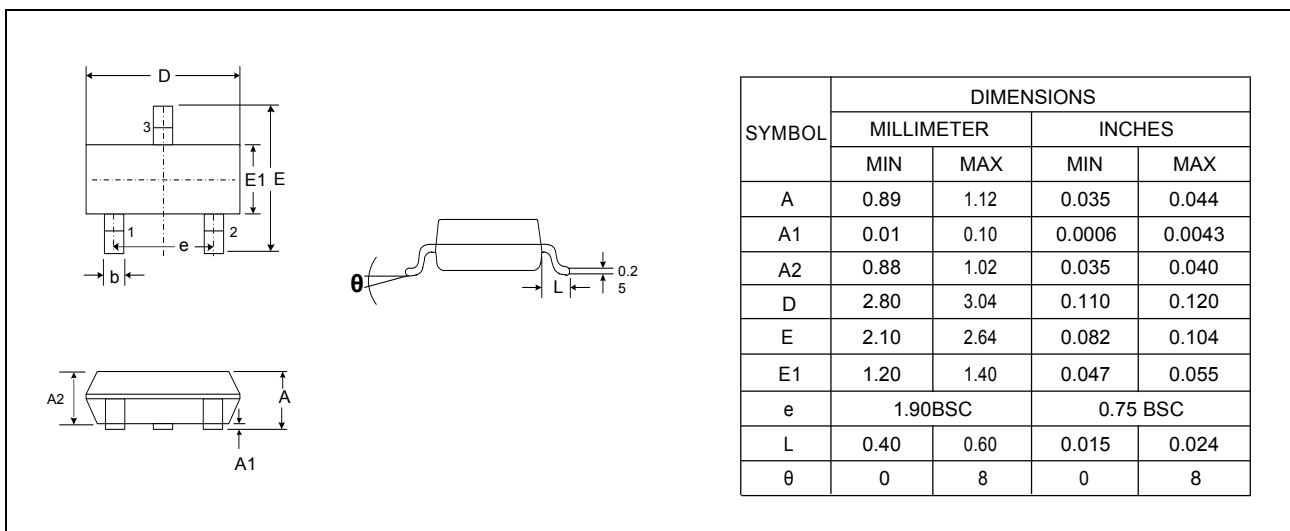 D
3
E1 E
1
2
e
b
θ
L
0.2
5
A2
A
A1
DIMENSIONS
SYMBOL MILLIMETER INCHES
MIN MAX MIN MAX
A 0.89 1.12 0.035 0.044
A1 0.01 0.10 0.0006 0.0043
A2 0.88 1.02 0.035 0.040
D 2.80 3.04 0.110 0.120
E 2.10 2.64 0.082 0.104
E1 1.20 1.40 0.047 0.055
e 1.90BSC 0.75 BSC
L 0.40 0.60 0.015 0.024
θ 0 8 0 8